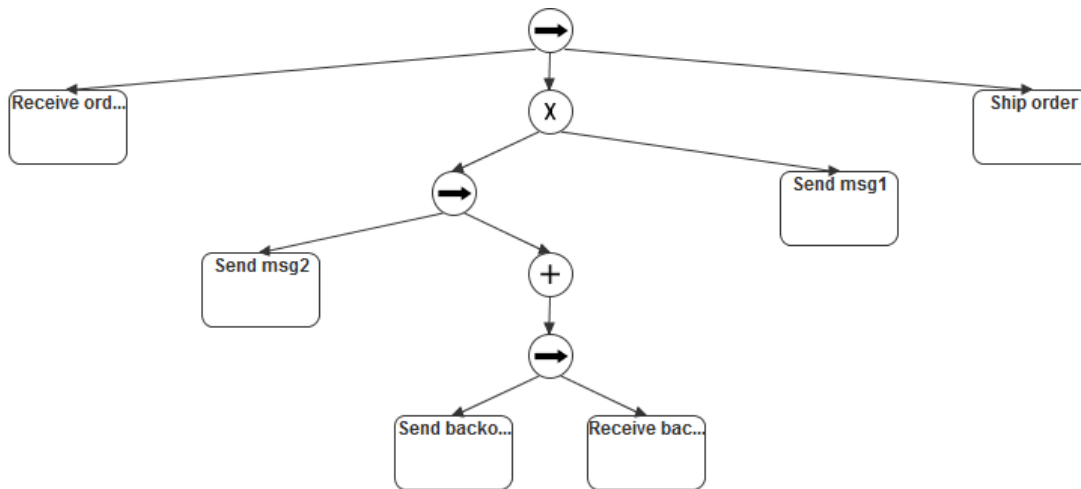 Receive ord...
X
Ship order
Send msg1
Send msg2
+
Send backo...
Receive bac...